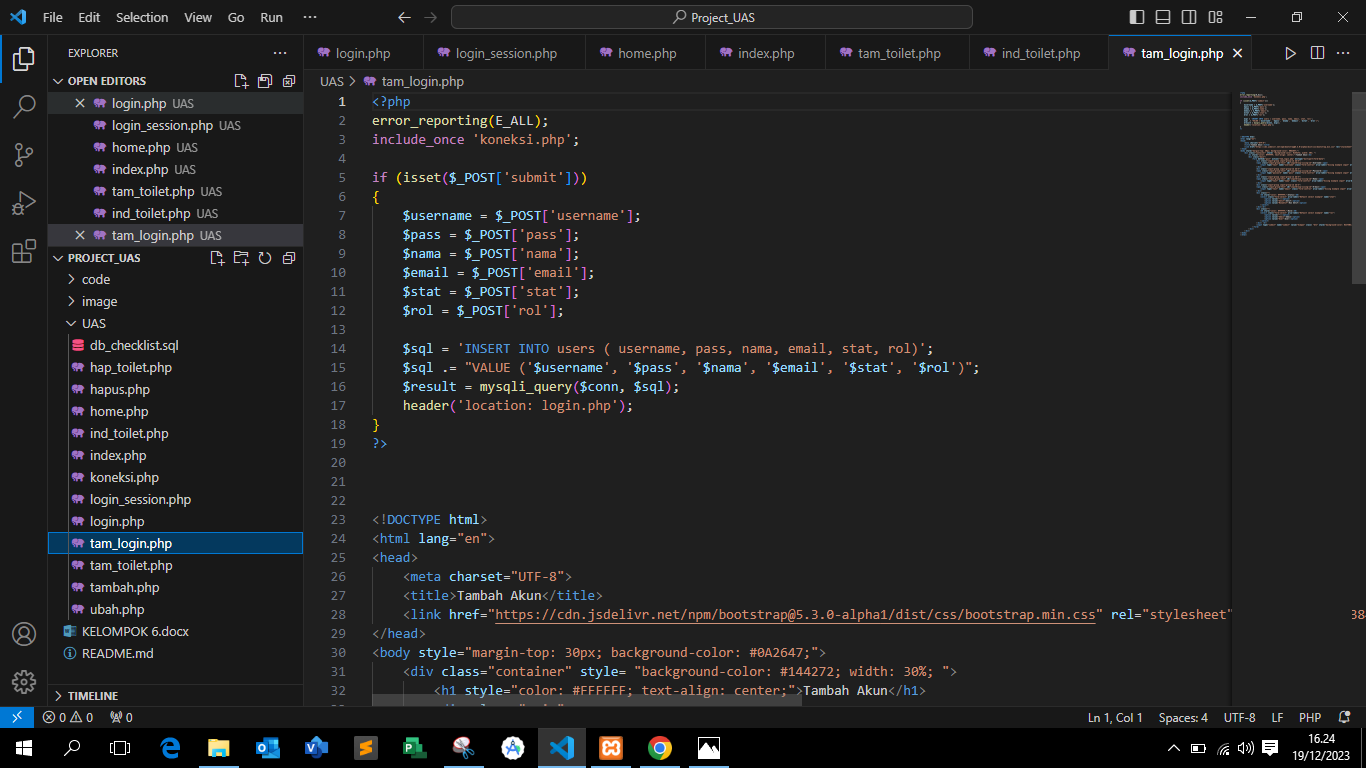 File Edit Selection View Go Run ··· Project_UAS
EXPLORER
OPEN EDITORS
login.php UAS
login_session.php UAS
home.php UAS
index.php UAS
tam_toilet.php UAS
ind_toilet.php UAS
tam_login.php UAS
PROJECT_UAS
code
image
UAS
db_checklist.sql
hap_toilet.php
hapus.php
home.php
ind_toilet.php
index.php
koneksi.php
login_session.php
login.php
tam_login.php
tam_toilet.php
tambah.php
ubah.php
KELOMPOK 6.docx
README.md
TIMELINE
login.php login_session.php home.php index.php tam_toilet.php ind_toilet.php tam_login.php
UAS > tam_login.php
1 <?php
2 error_reporting(E_ALL);
3 include_once 'koneksi.php';
4
5 if (isset($_POST['submit']))
6 {
7     $username = $_POST['username'];
8     $pass = $_POST['pass'];
9     $nama = $_POST['nama'];
10     $email = $_POST['email'];
11     $stat = $_POST['stat'];
12     $rol = $_POST['rol'];
13
14     $sql = 'INSERT INTO users ( username, pass, nama, email, stat, rol)';
15     $sql .= "VALUE ('$username', '$pass', '$nama', '$email', '$stat', '$rol')";
16     $result = mysqli_query($conn, $sql);
17     header('location: login.php');
18 }
19 ?>
20
21
22
23 <!DOCTYPE html>
24 <html lang="en">
25 <head>
26     <meta charset="UTF-8">
27     <title>Tambah Akun</title>
28     <link href="https://cdn.jsdelivr.net/npm/bootstrap@5.3.0-alpha1/dist/css/bootstrap.min.css" rel="stylesheet" 38
29 </head>
30 <body style="margin-top: 30px; background-color: #0A2647;">
31     <div class="container" style= "background-color: #144272; width: 30%; ">
32         <h1 style="color: #FFFFFF; text-align: center;">Tambah Akun</h1>
0 0 0 Ln 1, Col 1 Spaces: 4 UTF-8 LF PHP
16.24
19/12/2023